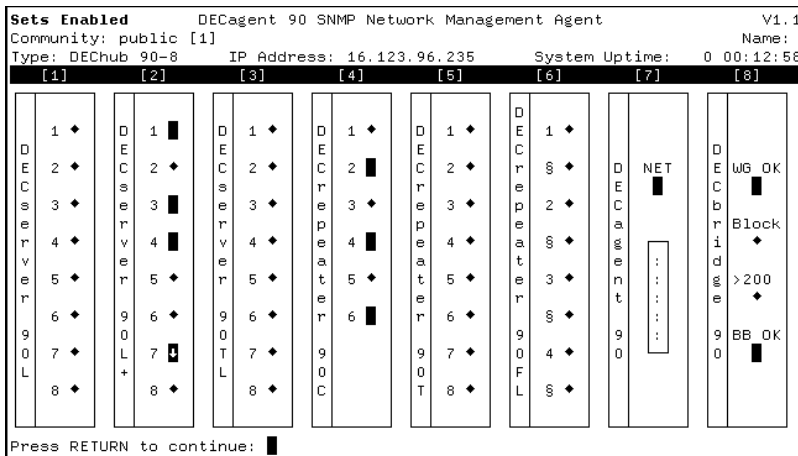 Sets Enabled DECagent 90 SNMP Network Management Agent V1.1
Community: public [1] Name:
Type: DEChub 90-8 IP Address: 16.123.96.235 System Uptime: 0 00:12:58
[1] [2] [3] [4] [5] [6] [7] [8]
DECserver 90L
1
2
3
4
5
6
7
8
DECserver 90L+
1
2
3
4
5
6
7
8
DECserver 90TL
1
2
3
4
5
6
7
8
DECrepeater 90C
1
2
3
4
5
6
DECrepeater 90T
1
2
3
4
5
6
7
8
DECrepeater 90FL
1
§
2
§
3
§
4
§
DECagent 90
NET
DECbridge 90
WG OK
Block
>200
BB OK
Press RETURN to continue: